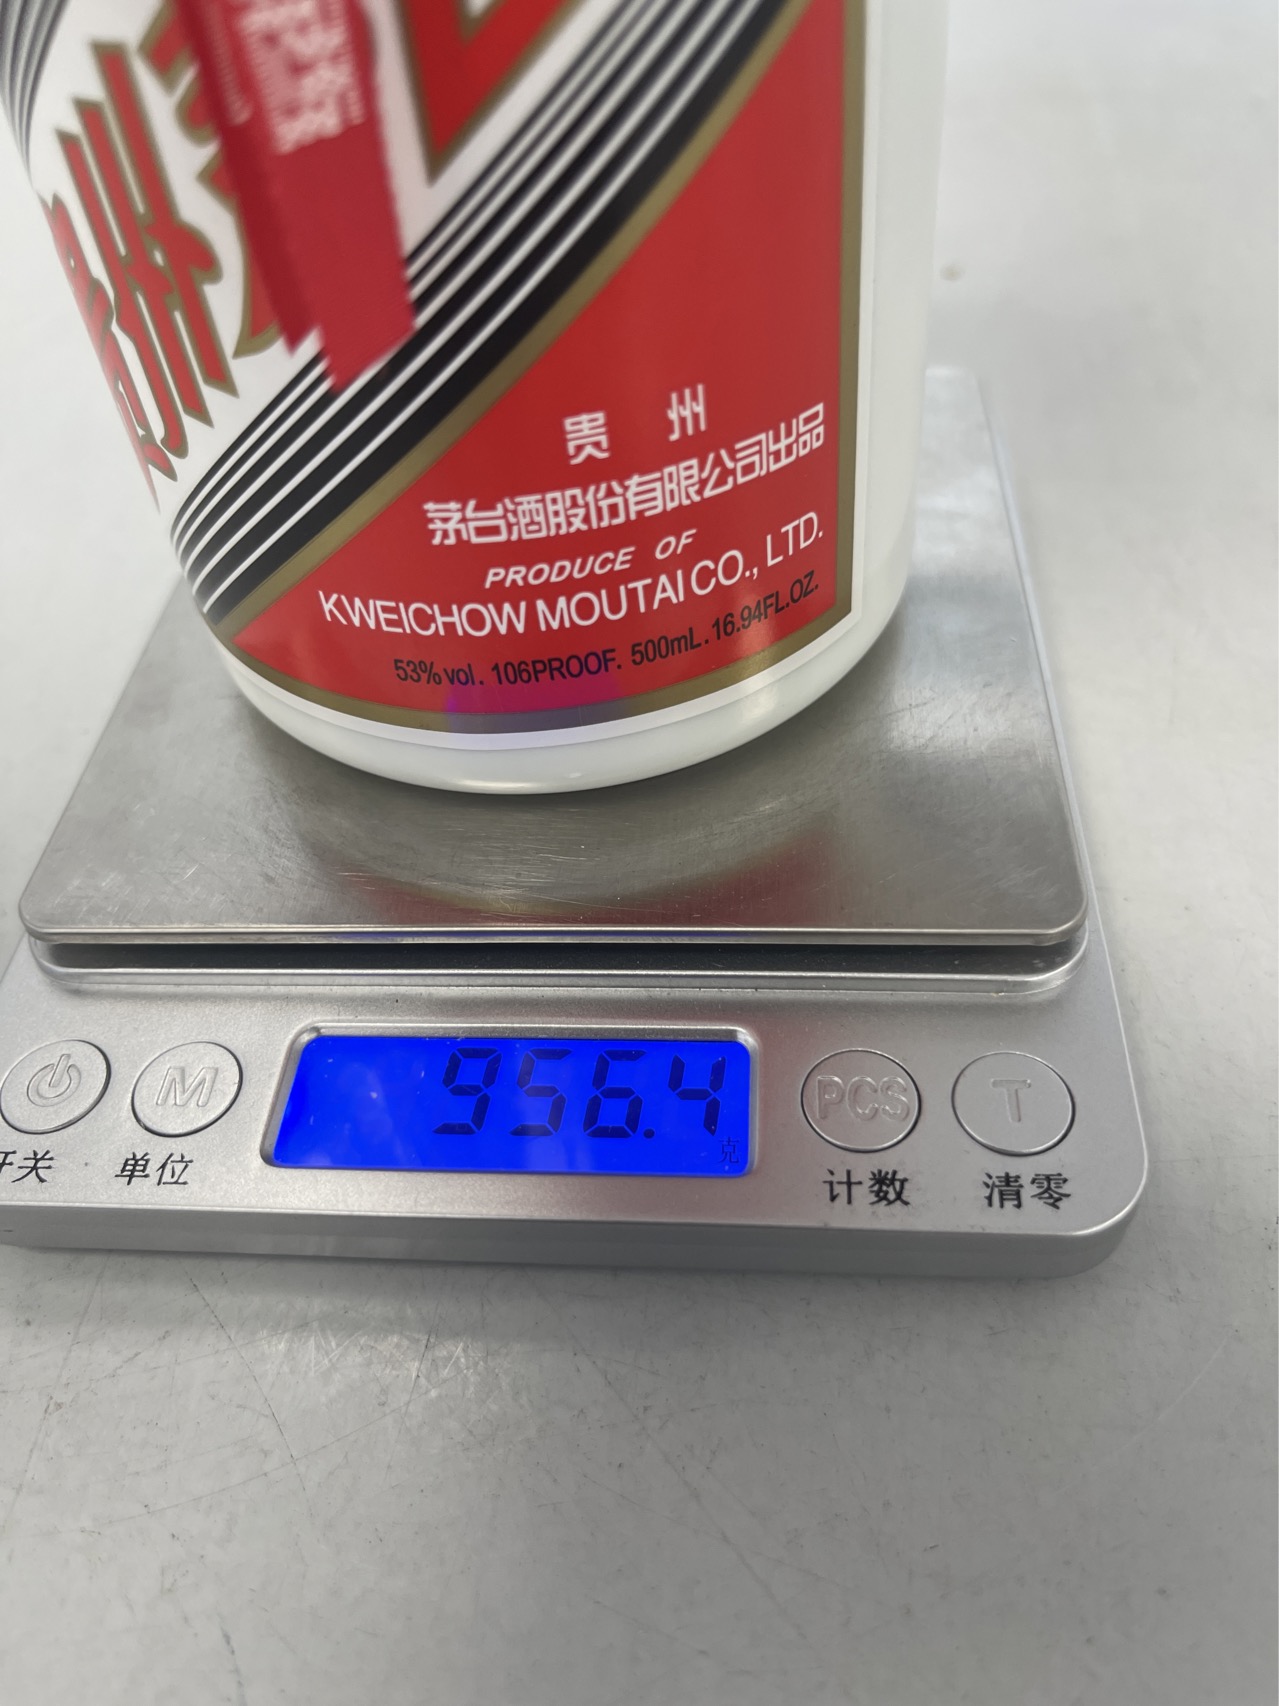 贵州
茅台酒股份有限公司出品
PRODUCE OF
KWEICHOW MOUTAI CO., LTD.
53% vol. 106PROOF. 500mL. 16.94FL.OZ.
956.4
克
M
PCS
T
开关
单位
计数
清零